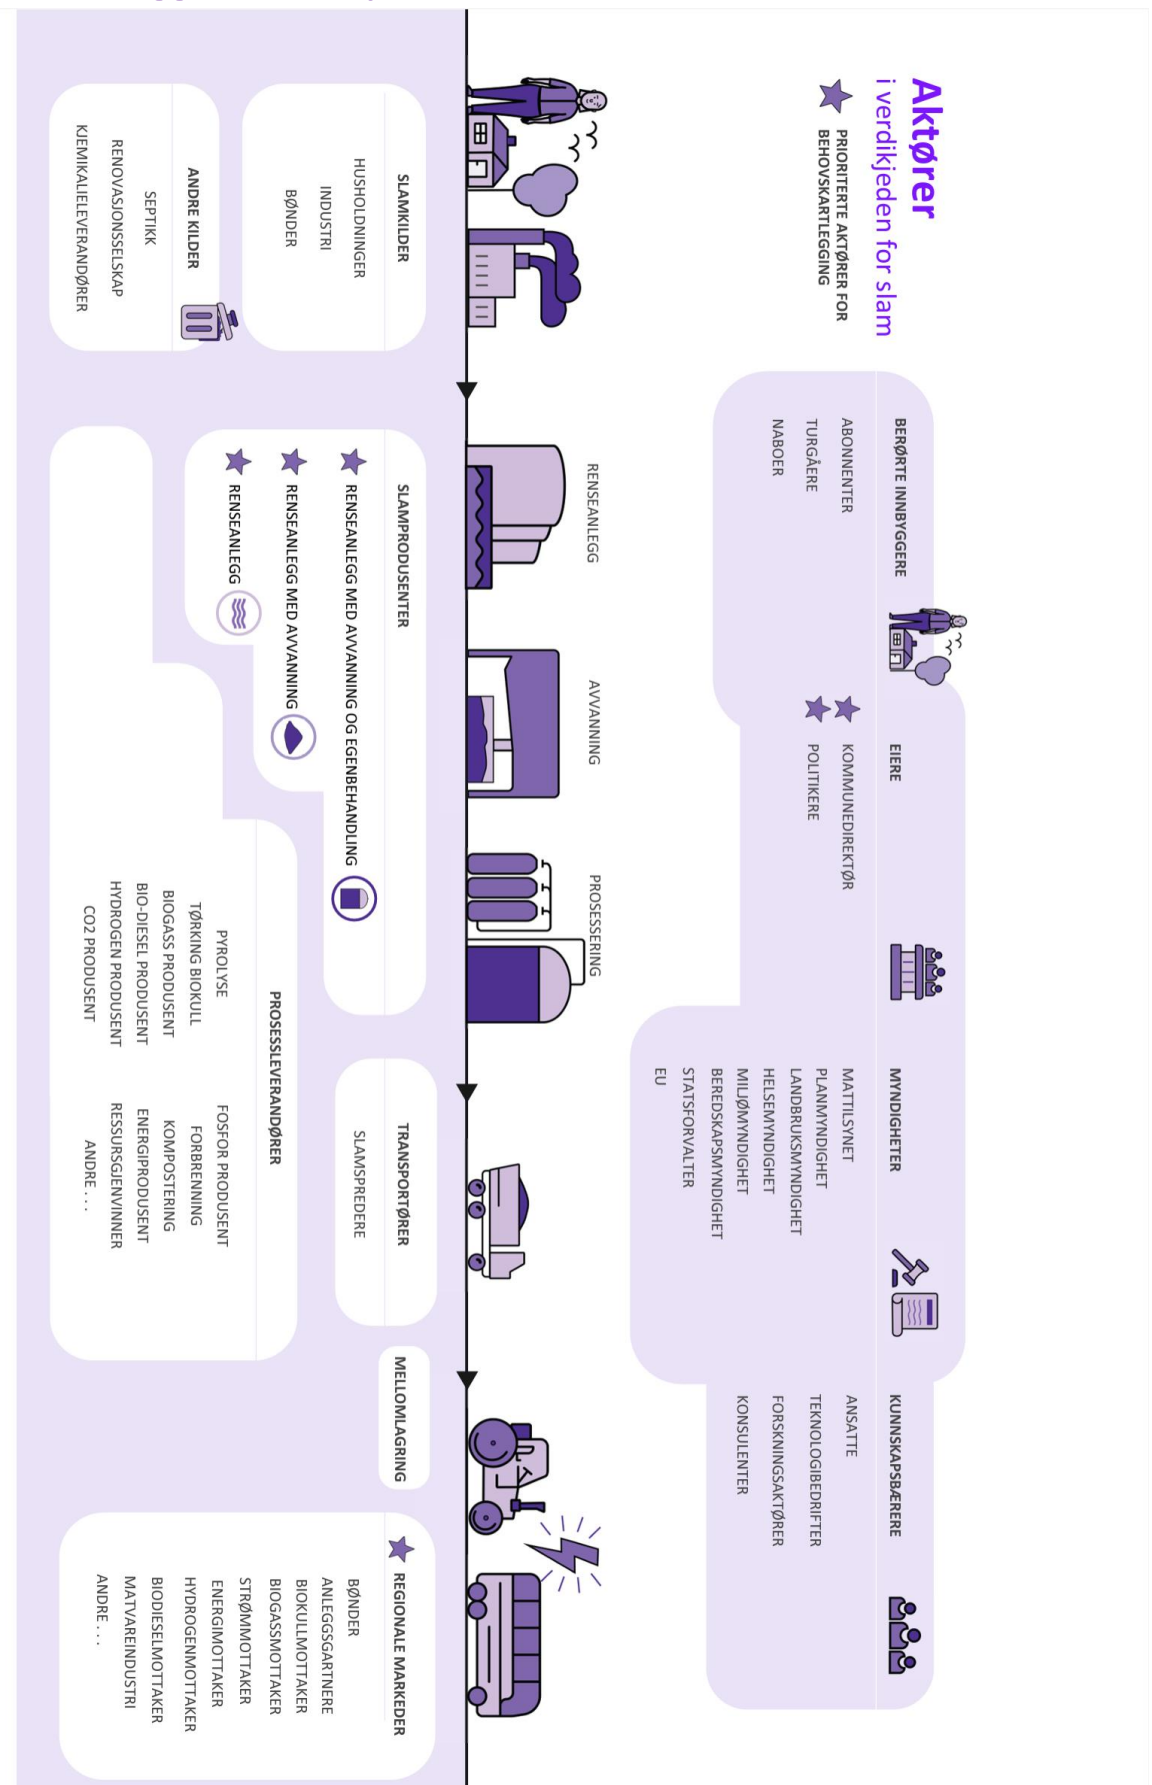 Aktører
i verdikjeden for slam
PRIORITERTE AKTØRER FOR
BEHOVSKARTLEGGING
BERØRTE INNBYGGERE
ABONNENTER
TURGÅERE
NABOER
EIERE
KOMMUNEDIREKTØR
POLITIKERE
MYNDIGHETER
MATTILSYNET
PLANMYNDIGHET
LANDBRUKSMYNDIGHET
HELSEMYNDIGHET
MILJØMYNDIGHET
BEREDSKAPSMYNDIGHET
STATSFORVALTER
EU
KUNNSKAPSBÆRERE
ANSATTE
TEKNOLOGIBEDRIFTER
FORSKNINGSAKTØRER
KONSULENTER
RENSEANLEGG
AVVANNING
PROSESSERING
SLAMKILDER
HUSHOLDNINGER
INDUSTRI
BØNDER
ANDRE KILDER
SEPTIKK
RENOVASJONSSELSKAP
KJEMIKALIELEVERANDØRER
SLAMPRODUSENTER
RENSEANLEGG MED AVVANNING OG EGENBEHANDLING
RENSEANLEGG MED AVVANNING
RENSEANLEGG
PROSESSLEVERANDØRER
PYROLYSE
TØRKING BIOKULL
BIOGASS PRODUSENT
BIO-DIESEL PRODUSENT
HYDROGEN PRODUSENT
CO2 PRODUSENT
FOSFOR PRODUSENT
FORBRENNING
KOMPOSTERING
ENERGIPRODUSENT
RESSURSGJENVINNER
ANDRE . . .
TRANSPORTØRER
SLAMSPREDERE
MELLOMLAGRING
REGIONALE MARKEDER
BØNDER
ANLEGGSGARTNERE
BIOKULLMOTTAKER
BIOGASSMOTTAKER
STRØMMOTTAKER
ENERGIMOTTAKER
HYDROGENMOTTAKER
BIODIESELMOTTAKER
MATVAREINDUSTRI
ANDRE . . .